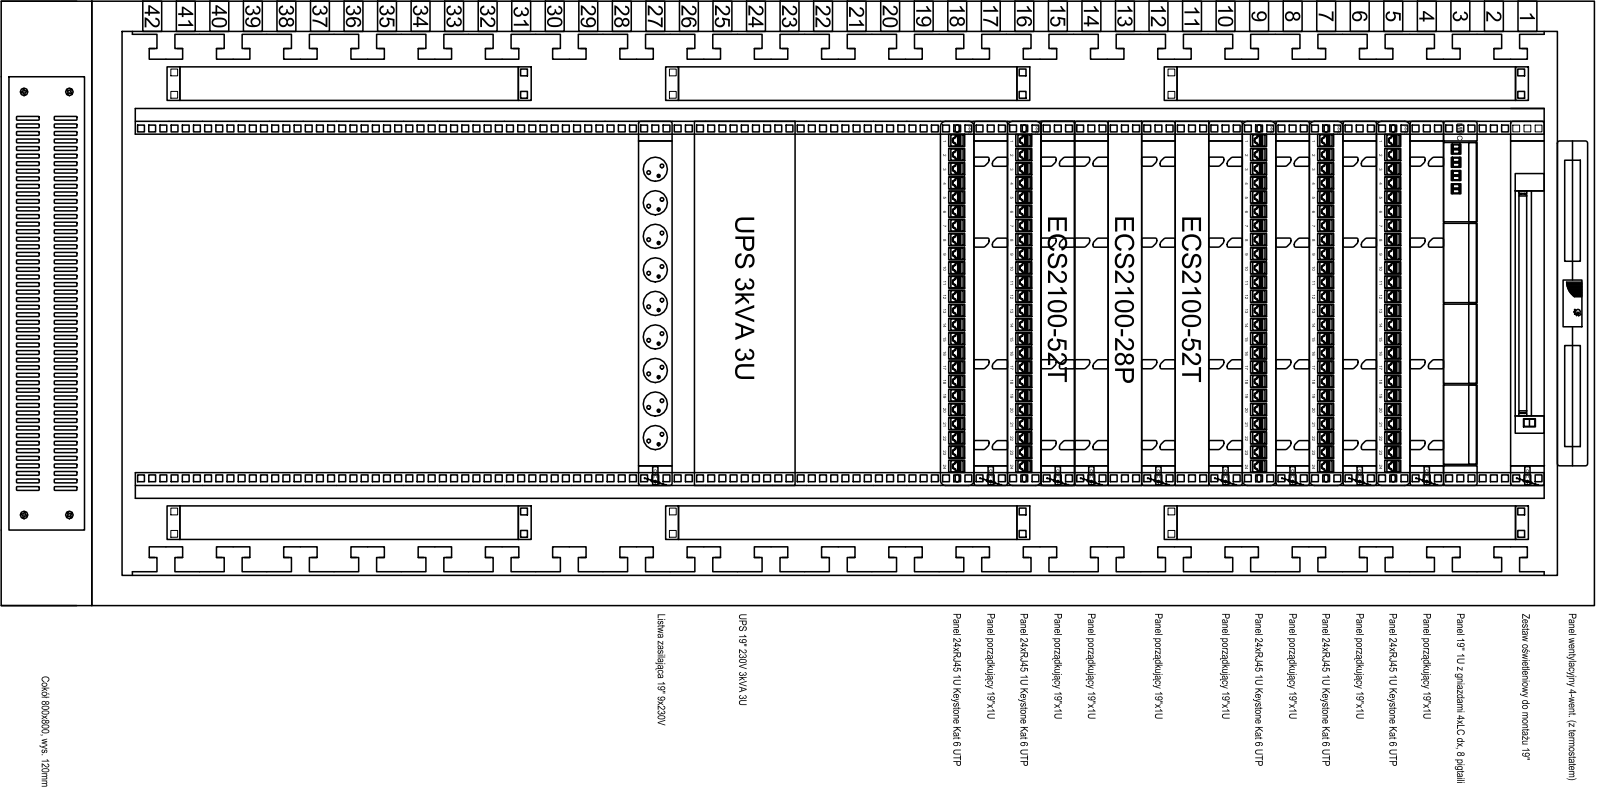 1
2
3
4
5
6
7
8
9
10
11
12
13
14
15
16
17
18
19
20
21
22
23
24
25
26
27
28
29
30
31
32
33
34
35
36
37
38
39
40
41
42
ECS2100-52T
ECS2100-28P
ECS2100-52T
UPS 3kVA 3U
Panel wentylacyjny 4-went. (z termostatem)
Zestaw oświetleniowy do montażu 19"
Panel 19" 1U z gniazdami 4xLC dx, 8 pigtaili
Panel porządkujący 19"x1U
Panel 24xRJ45 1U Keystone Kat 6 UTP
Panel porządkujący 19"x1U
Panel 24xRJ45 1U Keystone Kat 6 UTP
Panel porządkujący 19"x1U
Panel 24xRJ45 1U Keystone Kat 6 UTP
Panel porządkujący 19"x1U
Panel porządkujący 19"x1U
Panel porządkujący 19"x1U
Panel porządkujący 19"x1U
Panel 24xRJ45 1U Keystone Kat 6 UTP
Panel porządkujący 19"x1U
Panel 24xRJ45 1U Keystone Kat 6 UTP
UPS 19" 230V 3kVA 3U
Listwa zasilająca 19" 9x230V
Cokół 800x800, wys. 120mm